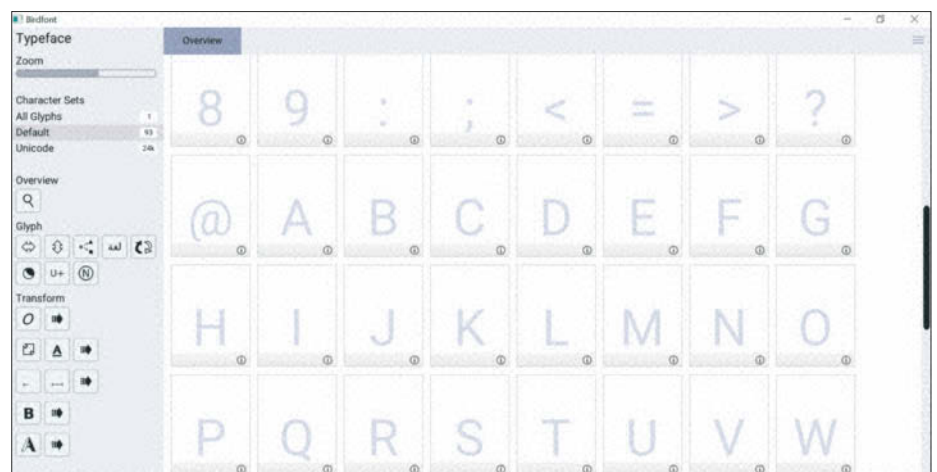 Birdfont
Typeface
Overview
Zoom
Character Sets
All Glyphs 1
Default 93
Unicode 24k
Overview
Glyph
U+ N
Transform
O
A
B
A
8 9 : ; < = > ?
@ A B C D E F G
H I J K L M N O
P Q R S T U V W